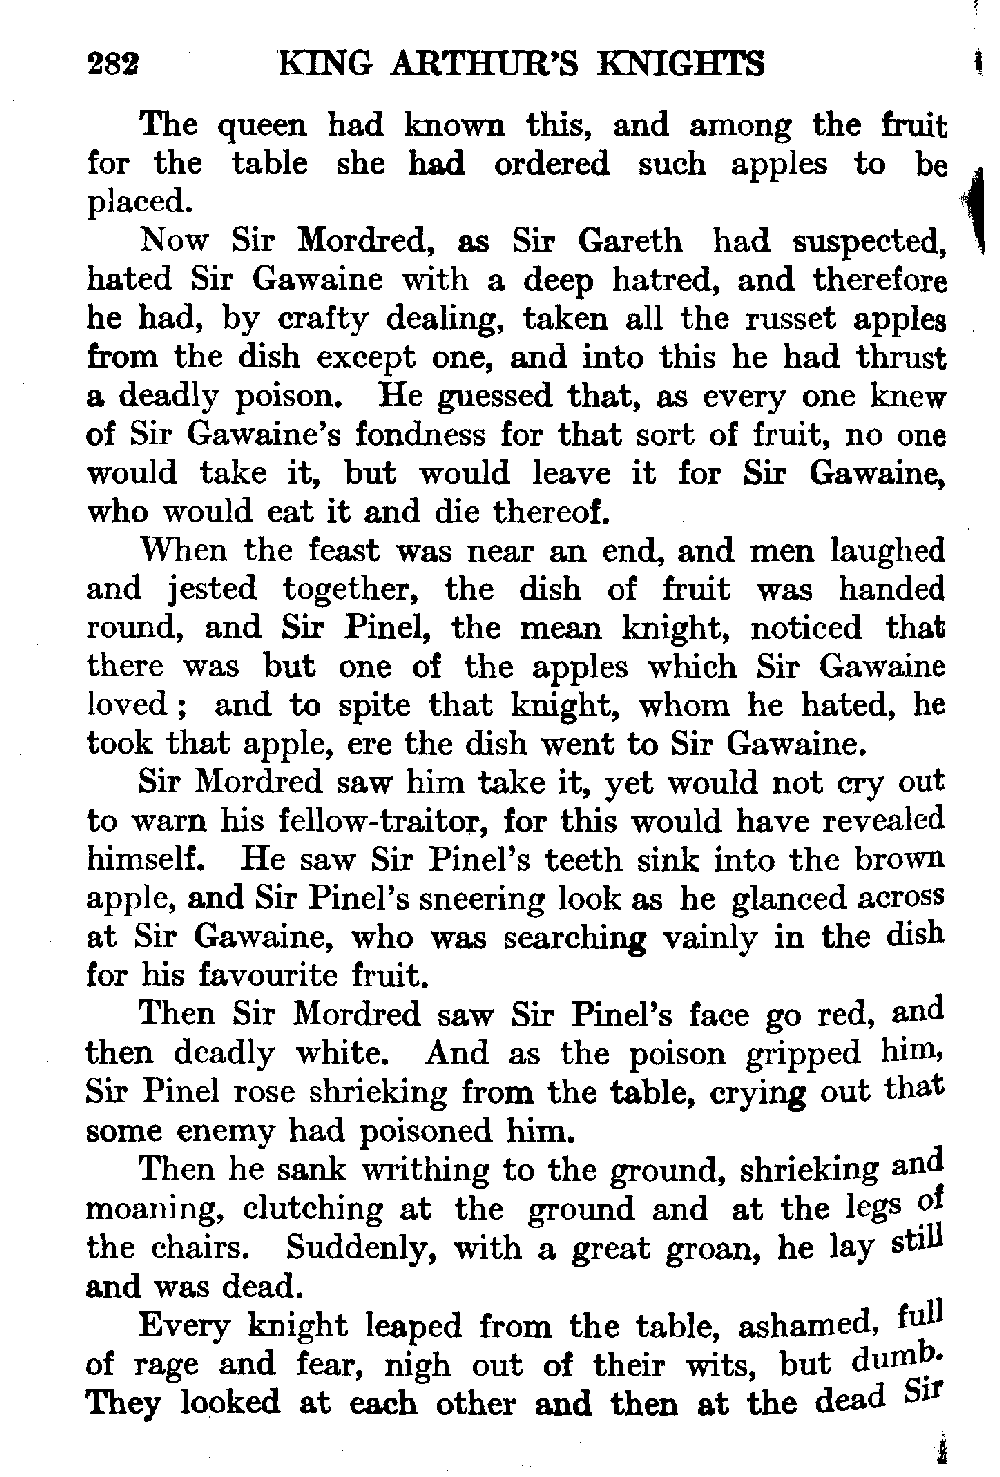 282 KING ARTHUR'S KNIGHTS
The queen had known this, and among the fruit
for the table she had ordered such apples to be
placed.
Now Sir Mordred, as Sir Gareth had suspected,
hated Sir Gawaine with a deep hatred, and therefore
he had, by crafty dealing, taken all the russet apples
from the dish except one, and into this he had thrust
a deadly poison. He guessed that, as every one knew
of Sir Gawaine's fondness for that sort of fruit, no one
would take it, but would leave it for Sir Gawaine,
who would eat it and die thereof.
When the feast was near an end, and men laughed
and jested together, the dish of fruit was handed
round, and Sir Pinel, the mean knight, noticed that
there was but one of the apples which Sir Gawaine
loved ; and to spite that knight, whom he hated, he
took that apple, ere the dish went to Sir Gawaine.
Sir Mordred saw him take it, yet would not cry out
to warn his fellow-traitor, for this would have revealed
himself. He saw Sir Pinel's teeth sink into the brown
apple, and Sir Pinel's sneering look as he glanced across
at Sir Gawaine, who was searching vainly in the dish
for his favourite fruit.
Then Sir Mordred saw Sir Pinel's face go red, and
then deadly white. And as the poison gripped him,
Sir Pinel rose shrieking from the table, crying out that
some enemy had poisoned him.
Then he sank writhing to the ground, shrieking and
moaning, clutching at the ground and at the legs of
the chairs. Suddenly, with a great groan, he lay still
and was dead.
Every knight leaped from the table, ashamed, full
of rage and fear, nigh out of their wits, but dumb.
They looked at each other and then at the dead Sir